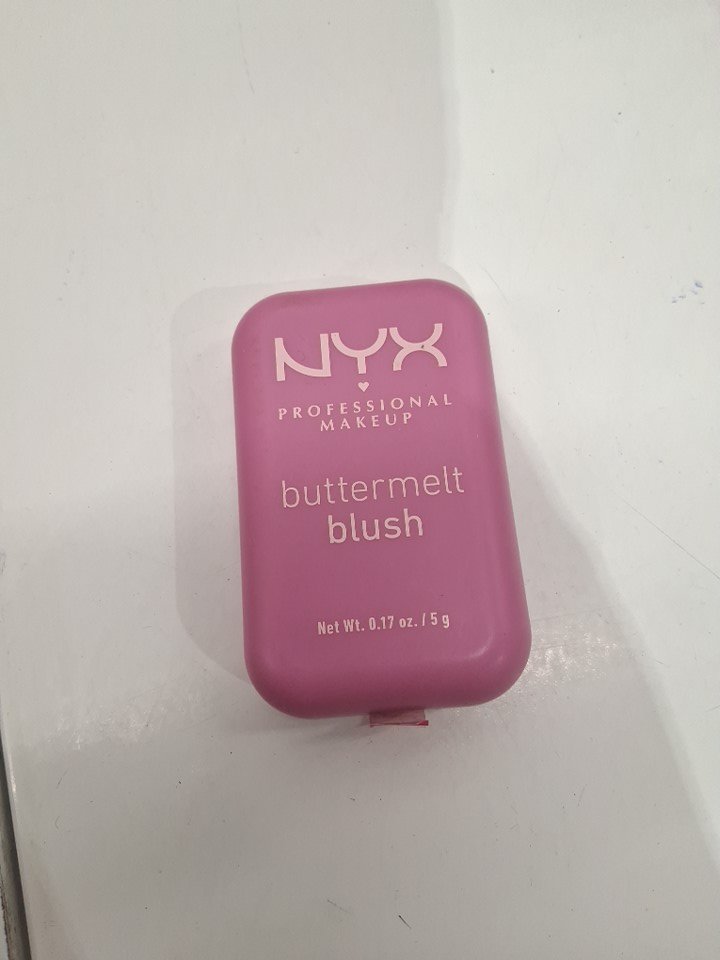 NYX
PROFESSIONAL
MAKEUP
buttermelt
blush
Net Wt. 0.17 oz. / 5 g